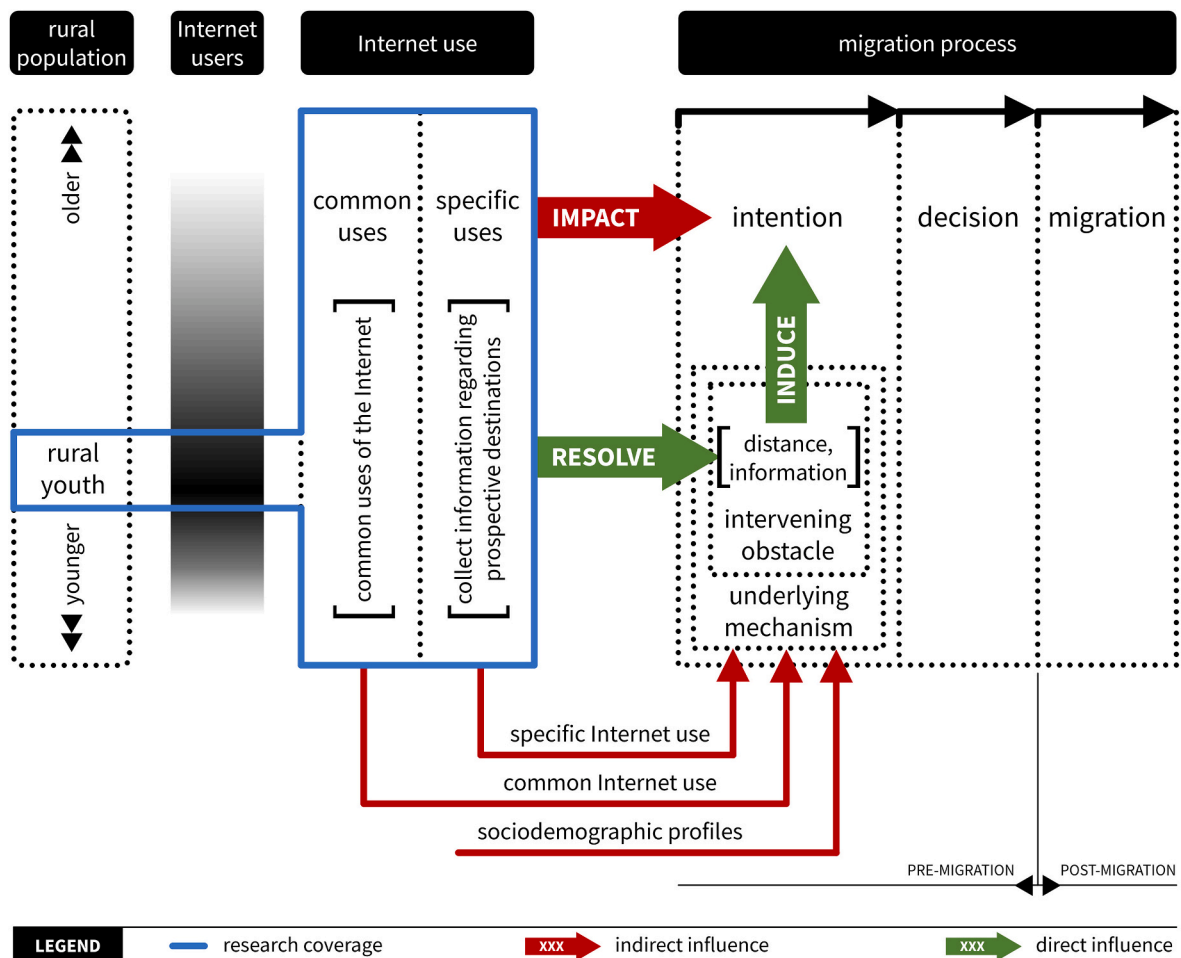 rural
population
Internet
users
Internet use
migration process
older
rural
youth
younger
common
uses
specific
uses
common uses of the Internet
collect information regarding
prospective destinations
IMPACT
RESOLVE
INDUCE
intention
decision
migration
distance,
information
intervening
obstacle
underlying
mechanism
specific Internet use
common Internet use
sociodemographic profiles
PRE-MIGRATION
POST-MIGRATION
LEGEND
research coverage
XXX
indirect influence
XXX
direct influence